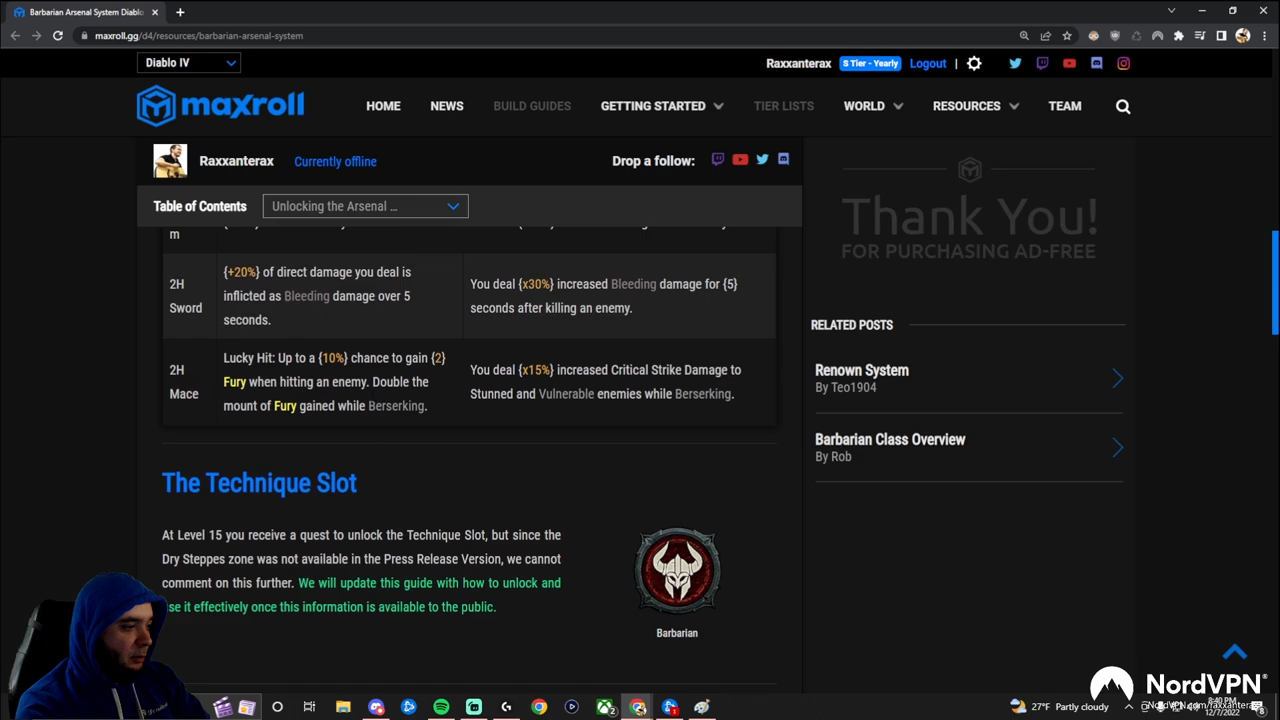 Barbarian Arsenal System Diablo
maxroll.gg/d4/resources/barbarian-arsenal-system
Diablo IV
Raxxanterax S Tier - Yearly Logout
maxroll HOME NEWS BUILD GUIDES GETTING STARTED TIER LISTS WORLD RESOURCES TEAM
Raxxanterax Currently offline Drop a follow:
Table of Contents Unlocking the Arsenal ...
m
2H
Sword
{+20%} of direct damage you deal is
inflicted as Bleeding damage over 5
seconds.
You deal {x30%} increased Bleeding damage for {5}
seconds after killing an enemy.
2H
Mace
Lucky Hit: Up to a {10%} chance to gain {2}
Fury when hitting an enemy. Double the
mount of Fury gained while Berserking.
You deal {x15%} increased Critical Strike Damage to
Stunned and Vulnerable enemies while Berserking.
The Technique Slot
At Level 15 you receive a quest to unlock the Technique Slot, but since the
Dry Steppes zone was not available in the Press Release Version, we cannot
comment on this further. We will update this guide with how to unlock and
se it effectively once this information is available to the public.
Barbarian
Thank You!
FOR PURCHASING AD-FREE
RELATED POSTS
Renown System
By Teo1904
Barbarian Class Overview
By Rob
NordVPN®
27°F Partly cloudy
8:40 PM
12/7/2022